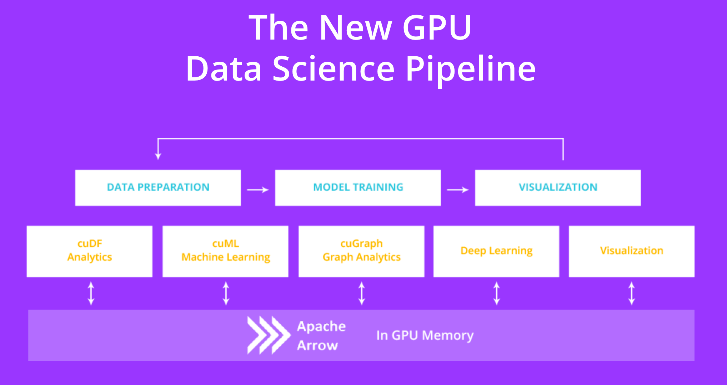 The New GPU
Data Science Pipeline
DATA PREPARATION
MODEL TRAINING
VISUALIZATION
cuDF
Analytics
cuML
Machine Learning
cuGraph
Graph Analytics
Deep Learning
Visualization
Apache
Arrow
In GPU Memory